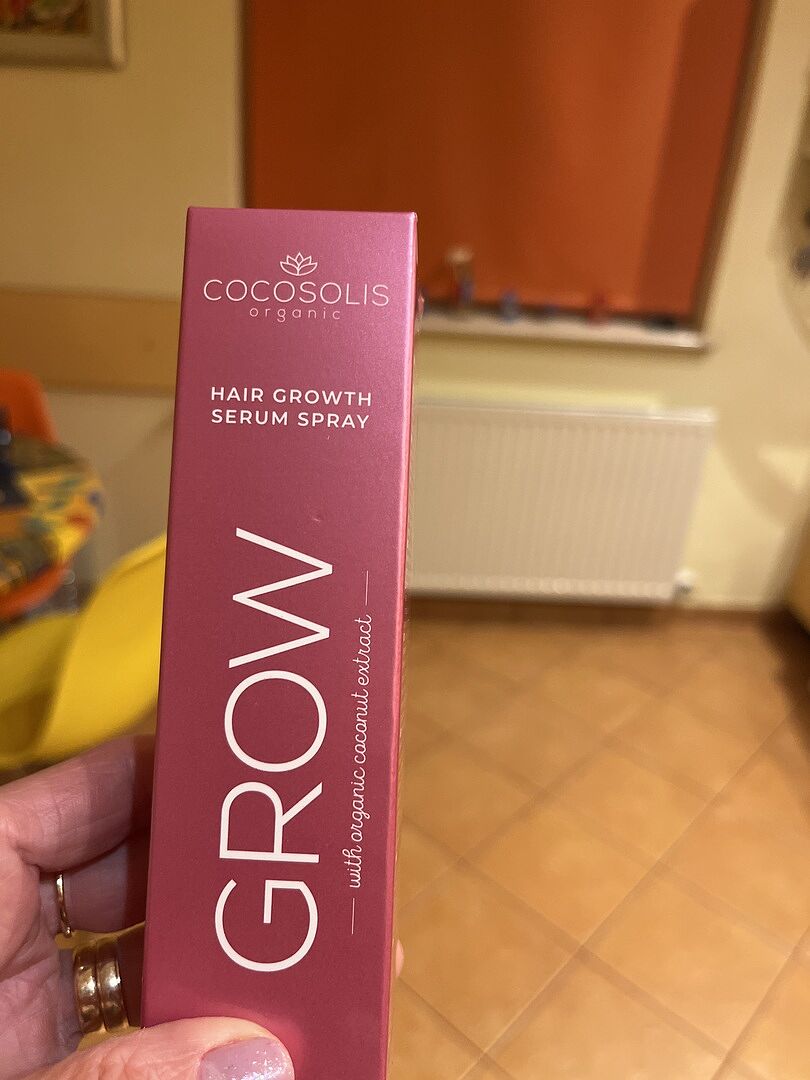 COCOSOLIS
organic
HAIR GROWTH
SERUM SPRAY
GROW
with organic coconut extract